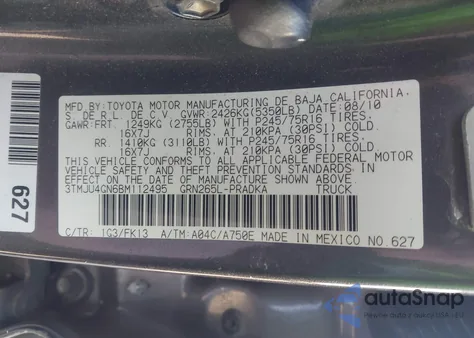 MFD. BY: TOYOTA MOTOR MANUFACTURING DE BAJA CALIFORNIA,
S. DE R.L. DE C.V. GVWR: 2426KG(5350LB) DATE: 08/10
GAWR: FRT. 1249KG (2755LB) WITH P245/75R16 TIRES,
16X7J RIMS, AT 210KPA (30PSI) COLD.
RR. 1410KG (3110LB) WITH P245/75R16 TIRES,
16X7J RIMS, AT 210KPA (30PSI) COLD.
THIS VEHICLE CONFORMS TO ALL APPLICABLE FEDERAL MOTOR
VEHICLE SAFETY STANDARDS IN
EFFECT ON THE DATE OF MANUFACTURE SHOWN ABOVE.
3TMJU4GN6BM112495 GRN265L-PRADKA TRUCK
C/TR: 1G3/FK13 A/TM: A04C/A750E MADE IN MEXICO NO.627
627
autoSnap